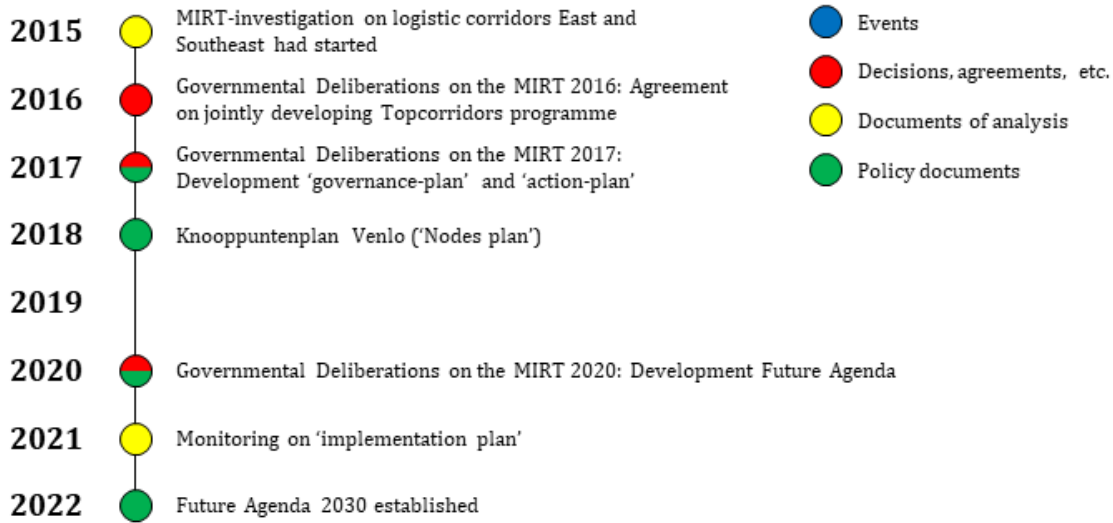 2015
MIRT-investigation on logistic corridors East and
Southeast had started
2016
Governmental Deliberations on the MIRT 2016: Agreement
on jointly developing Topcorridors programme
2017
Governmental Deliberations on the MIRT 2017:
Development ‘governance-plan’ and ‘action-plan’
2018
Knooppuntenplan Venlo (‘Nodes plan’)
2019
2020
Governmental Deliberations on the MIRT 2020: Development Future Agenda
2021
Monitoring on ‘implementation plan’
2022
Future Agenda 2030 established
Events
Decisions, agreements, etc.
Documents of analysis
Policy documents